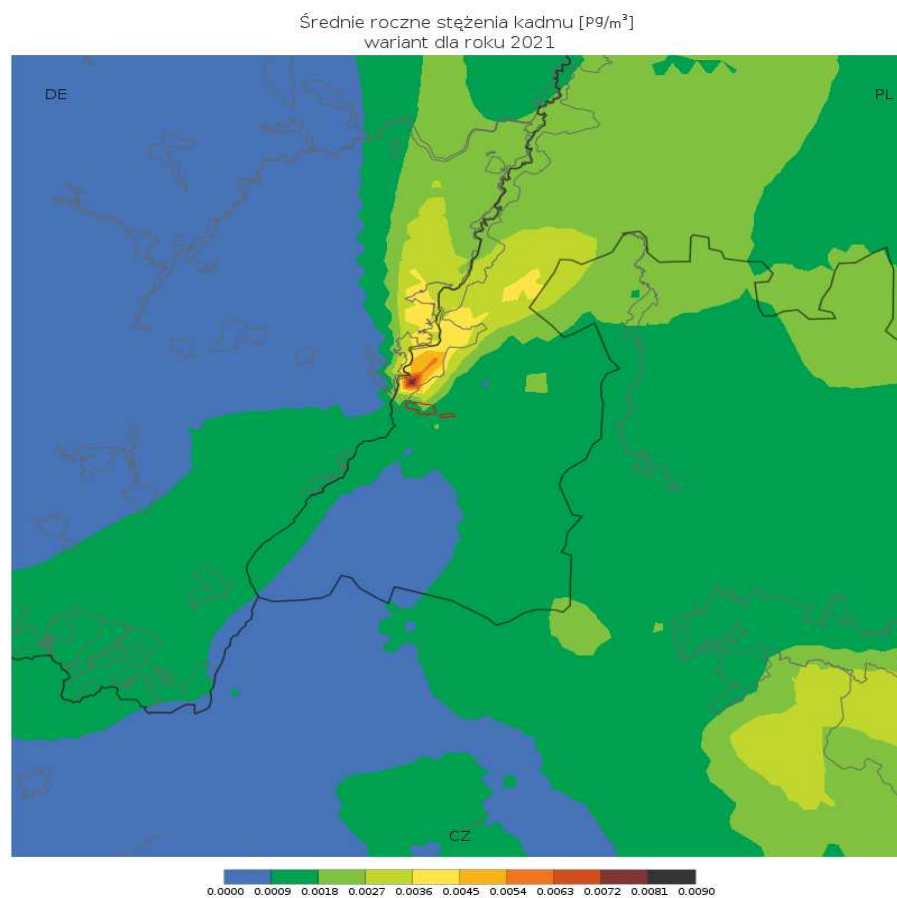 Średnie roczne stężenia kadmu [pg/m³]
wariant dla roku 2021
DE
PL
CZ
0.0000 0.0009 0.0018 0.0027 0.0036 0.0045 0.0054 0.0063 0.0072 0.0081 0.0090